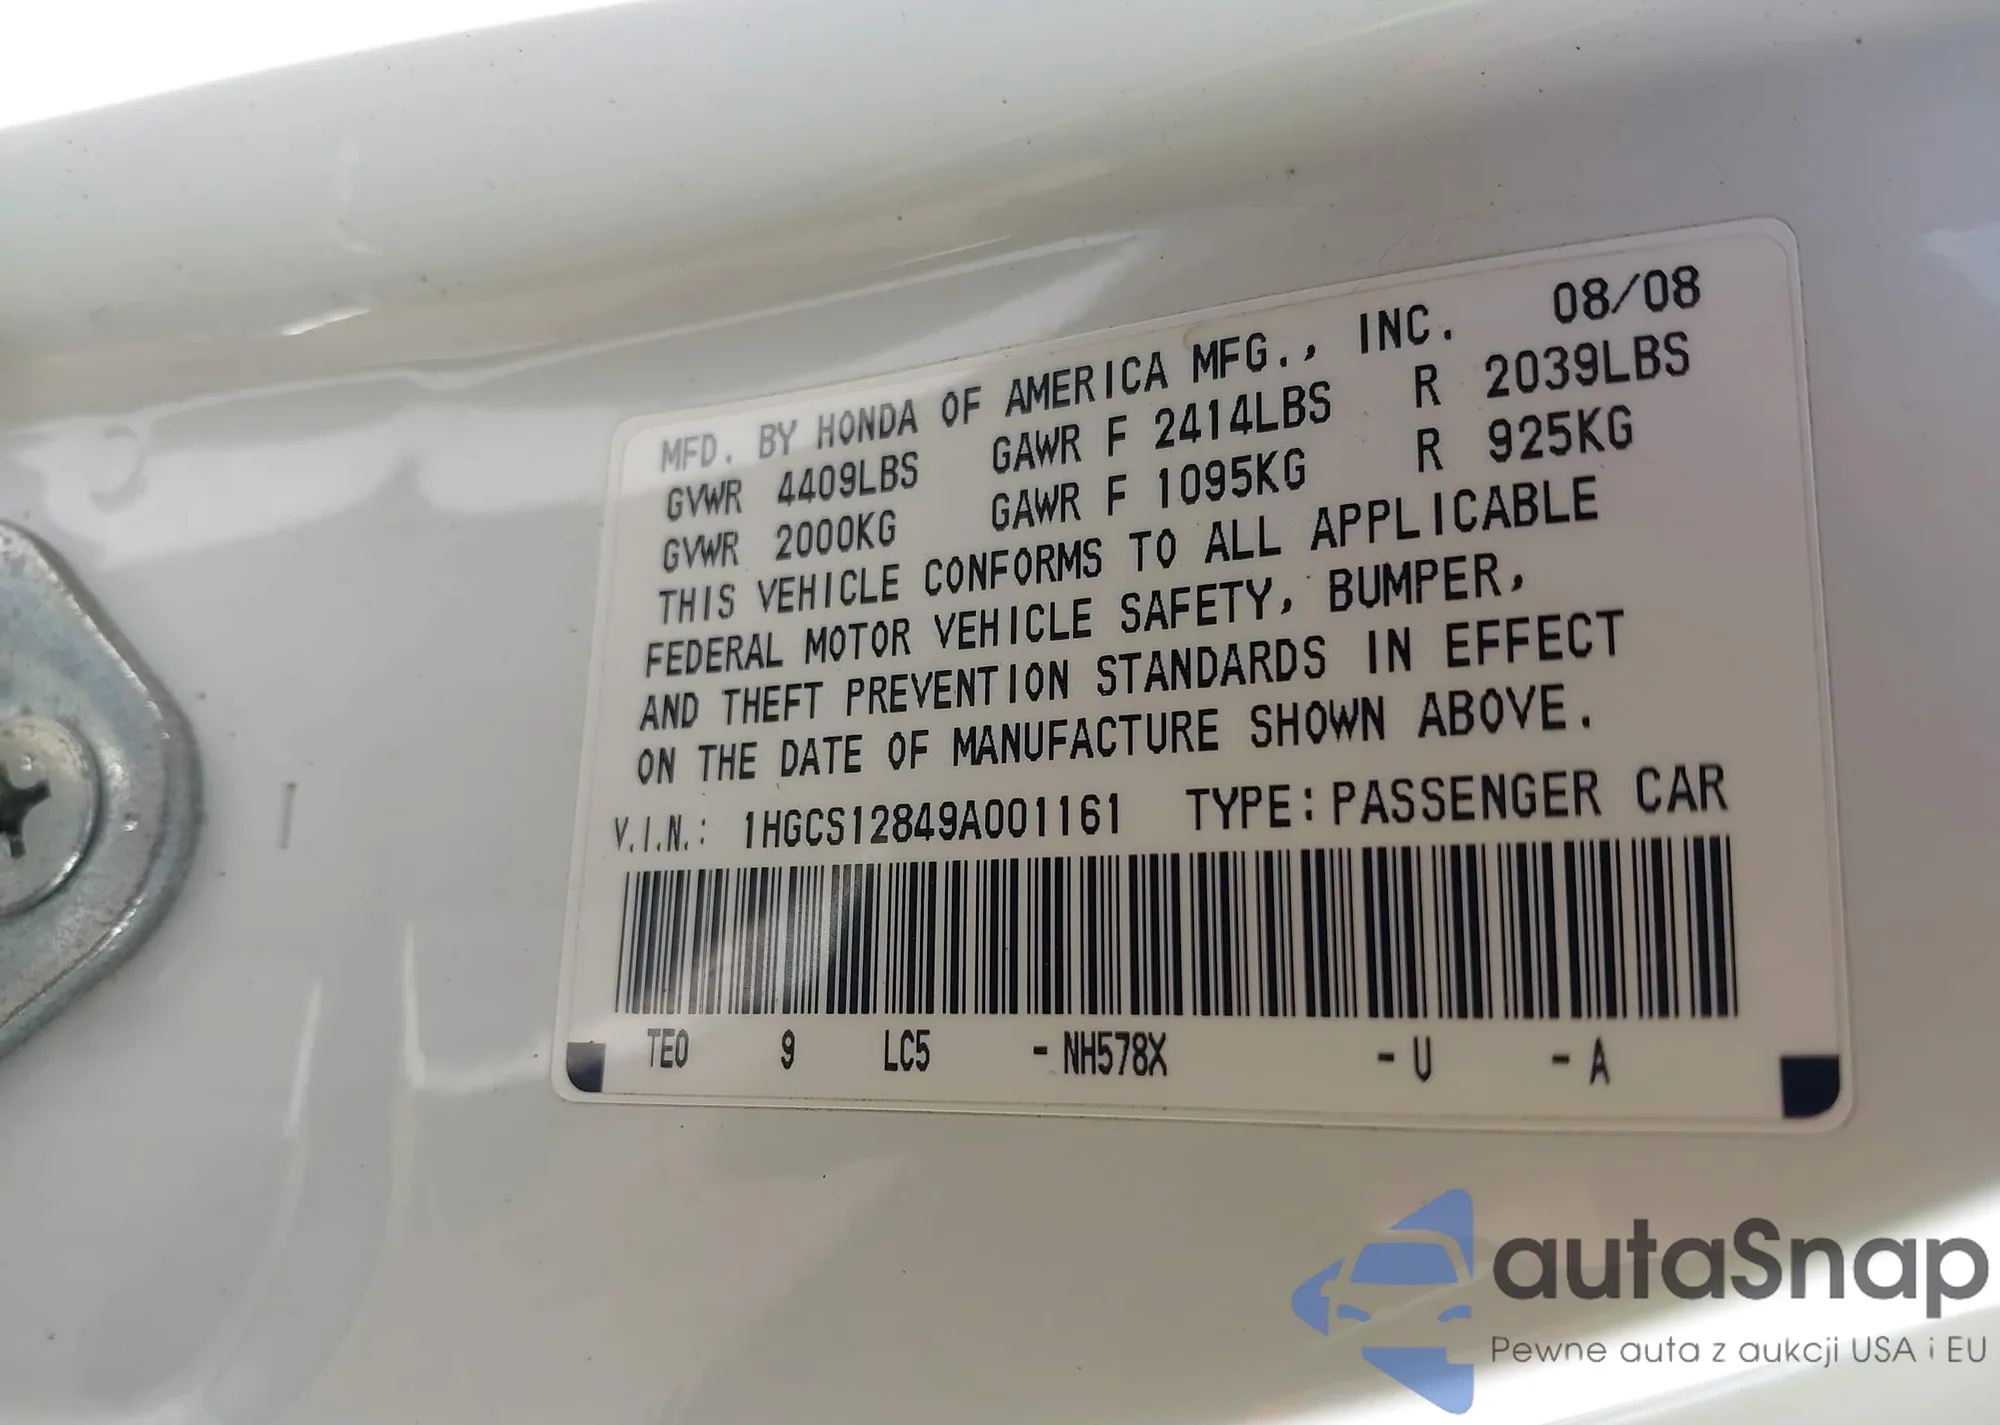 MFD. BY HONDA OF AMERICA MFG., INC. 08/08
GVWR 4409LBS GAWR F 2414LBS R 2039LBS
GVWR 2000KG GAWR F 1095KG R 925KG
THIS VEHICLE CONFORMS TO ALL APPLICABLE
FEDERAL MOTOR VEHICLE SAFETY, BUMPER,
AND THEFT PREVENTION STANDARDS IN EFFECT
ON THE DATE OF MANUFACTURE SHOWN ABOVE.
V.I.N.: 1HGCS12849A001161 TYPE: PASSENGER CAR
TE0 9 LC5 -NH578X -U -A
autaSnap
Pewne auta z aukcji USA i EU